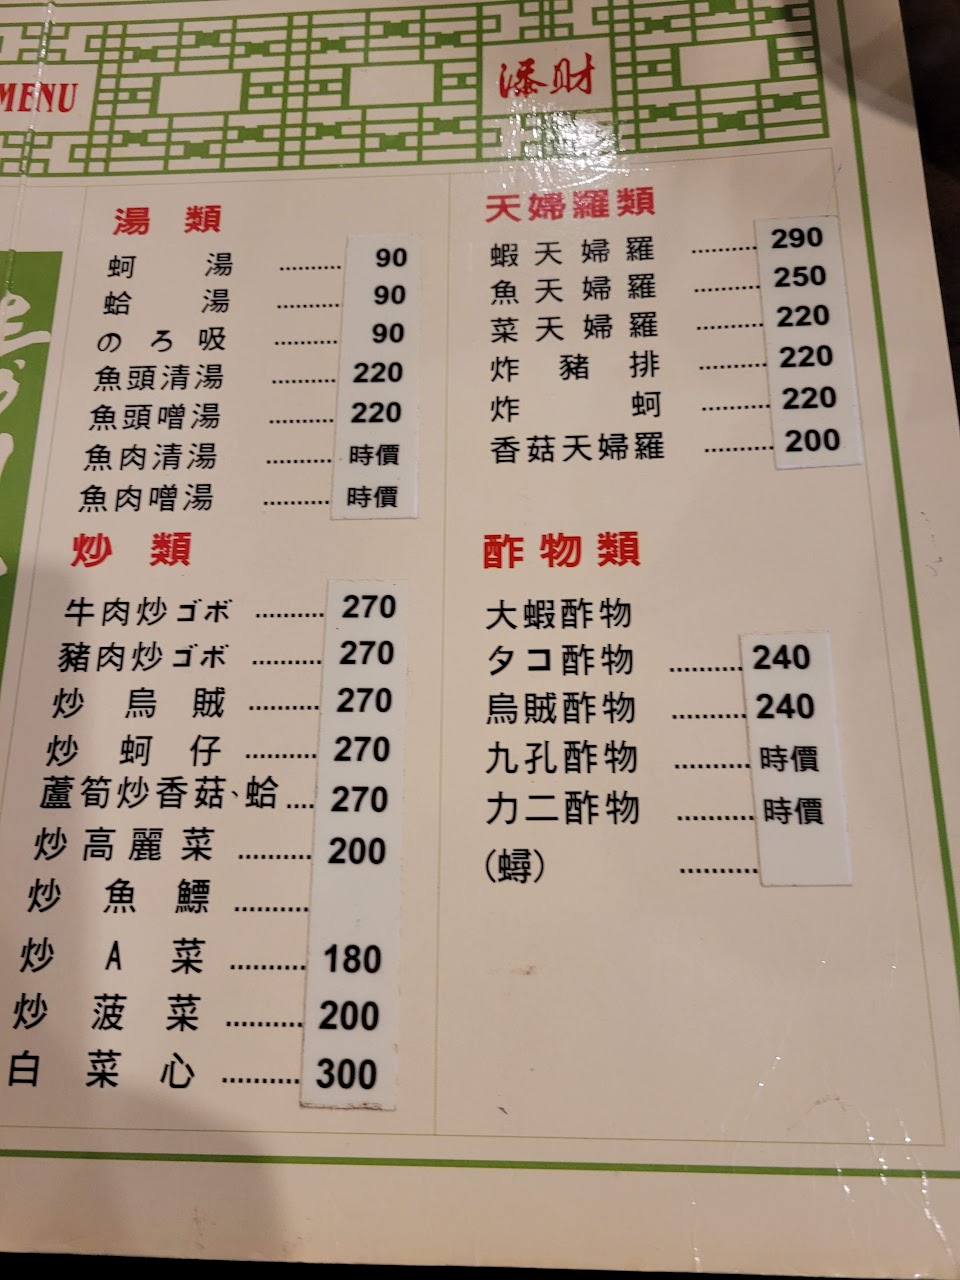 MENU
添財
湯類
蚵湯 .......... 90
蛤湯 .......... 90
のろ吸 .......... 90
魚頭清湯 .......... 220
魚頭噌湯 .......... 220
魚肉清湯 .......... 時價
魚肉噌湯 .......... 時價
炒類
牛肉炒ゴボ .......... 270
豬肉炒ゴボ .......... 270
炒烏賊 .......... 270
炒蚵仔 .......... 270
蘆筍炒香菇、蛤 .... 270
炒高麗菜 .......... 200
炒魚鰾 ..........
炒A菜 .......... 180
炒菠菜 .......... 200
白菜心 .......... 300
天婦羅類
蝦天婦羅 .......... 290
魚天婦羅 .......... 250
菜天婦羅 .......... 220
炸豬排 .......... 220
炸蚵 .......... 220
香菇天婦羅 .......... 200
酢物類
大蝦酢物
タコ酢物 .......... 240
烏賊酢物 .......... 240
九孔酢物 .......... 時價
力二酢物 .......... 時價
(蟳) ..........